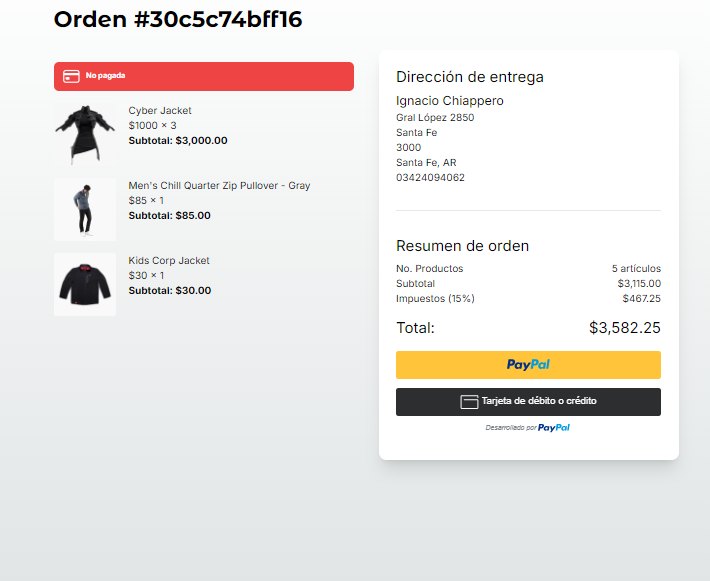 Orden #30c5c74bff16
No pagada
Cyber Jacket
$1000 × 3
Subtotal: $3,000.00
Men's Chill Quarter Zip Pullover - Gray
$85 × 1
Subtotal: $85.00
Kids Corp Jacket
$30 × 1
Subtotal: $30.00
Dirección de entrega
Ignacio Chiappero
Gral López 2850
Santa Fe
3000
Santa Fe, AR
03424094062
Resumen de orden
No. Productos 5 artículos
Subtotal $3,115.00
Impuestos (15%) $467.25
Total: $3,582.25
PayPal
Tarjeta de débito o crédito
Desarrollado por PayPal